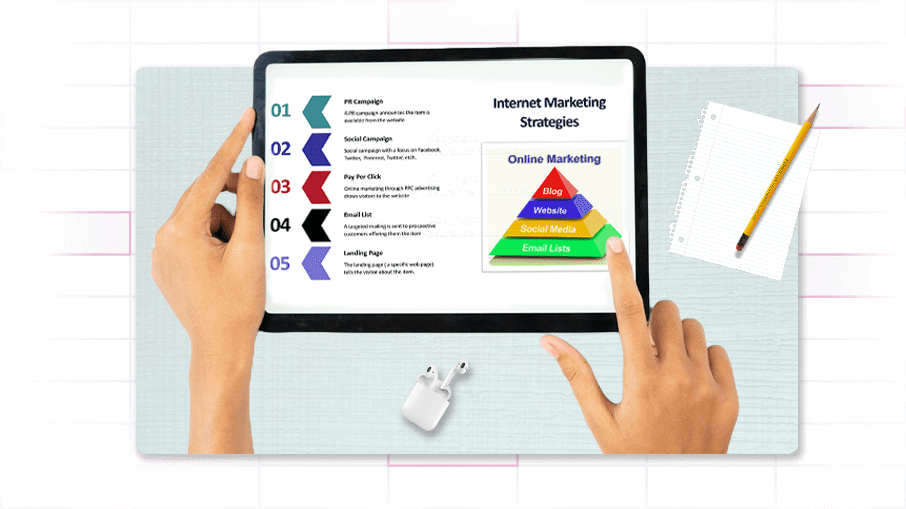 01
PR Campaign
A PR campaign announces the item is
available from the website
02
Social Campaign
Social campaign with a focus on Facebook,
Twitter, Pinterest, Twitter, etch.
03
Pay Per Click
Online marketing through PPC advertising
draws visitors to the website
04
Email List
A targeted mailing is sent to prospective
customers offering them the item
05
Landing Page
The landing page ( a specific web page)
tells the visitor about the item.
Internet Marketing
Strategies
Online Marketing
Blog
Website
Social Media
Email Lists